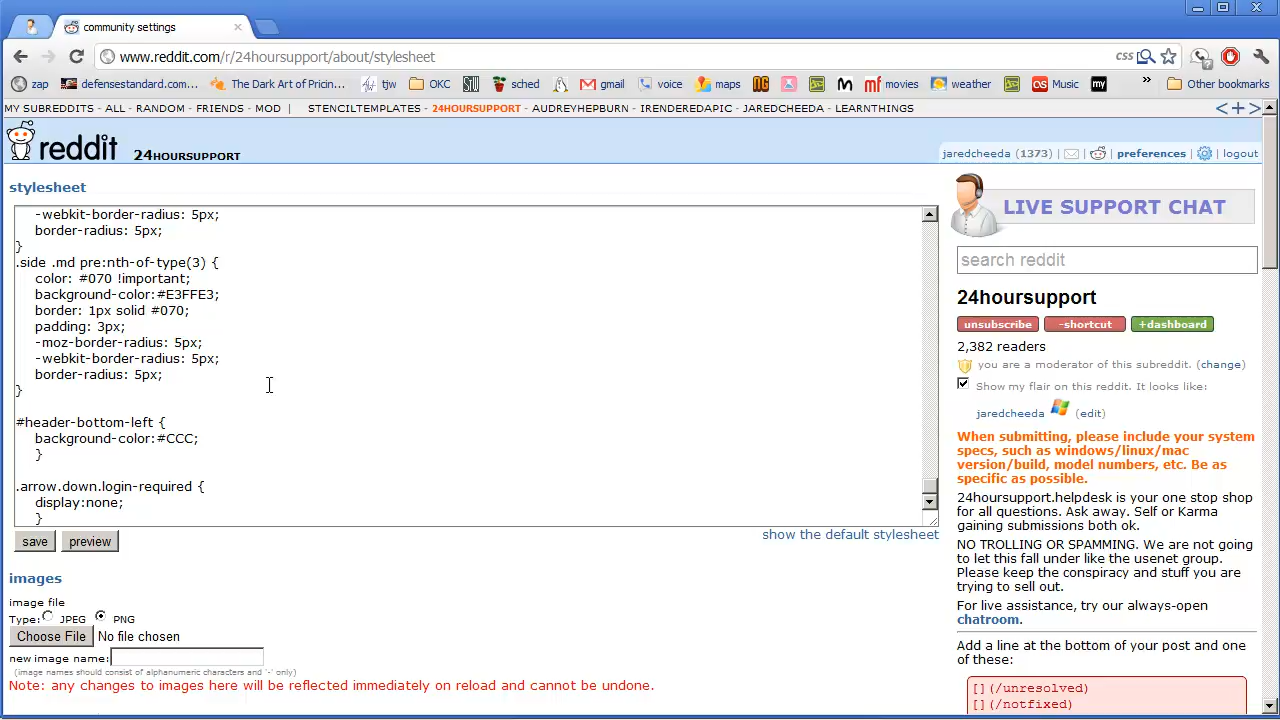 community settings
www.reddit.com/r/24hoursupport/about/stylesheet
css
zap defensestandard.com... The Dark Art of Pricin... tjw OKC sched amazon gmail voice maps OG movies weather Music my » Other bookmarks
MY SUBREDDITS - ALL - RANDOM - FRIENDS - MOD | STENCILTEMPLATES - 24HOURSUPPORT - AUDREYHEPBURN - IRENDEREDAPIC - JAREDCHEEDA - LEARNTHINGS <+>
reddit 24HOURSUPPORT
jaredcheeda (1373) | preferences | logout
stylesheet
-webkit-border-radius: 5px;
border-radius: 5px;
}
.side .md pre:nth-of-type(3) {
color: #070 !important;
background-color:#E3FFE3;
border: 1px solid #070;
padding: 3px;
-moz-border-radius: 5px;
-webkit-border-radius: 5px;
border-radius: 5px;
}
#header-bottom-left {
background-color:#CCC;
}
.arrow.down.login-required {
display:none;
}
save preview
show the default stylesheet
images
image file
Type: JPEG PNG
Choose File No file chosen
new image name:
(image names should consist of alphanumeric characters and '-' only)
Note: any changes to images here will be reflected immediately on reload and cannot be undone.
LIVE SUPPORT CHAT
search reddit
24hoursupport
unsubscribe -shortcut +dashboard
2,382 readers
you are a moderator of this subreddit. (change)
Show my flair on this reddit. It looks like:
jaredcheeda (edit)
When submitting, please include your system
specs, such as windows/linux/mac
version/build, model numbers, etc. Be as
specific as possible.
24hoursupport.helpdesk is your one stop shop
for all questions. Ask away. Self or Karma
gaining submissions both ok.
NO TROLLING OR SPAMMING. We are not going
to let this fall under like the usenet group.
Please keep the conspiracy and stuff you are
trying to sell out.
For live assistance, try our always-open
chatroom.
Add a line at the bottom of your post and one
of these:
[](/unresolved)
[](/notfixed)